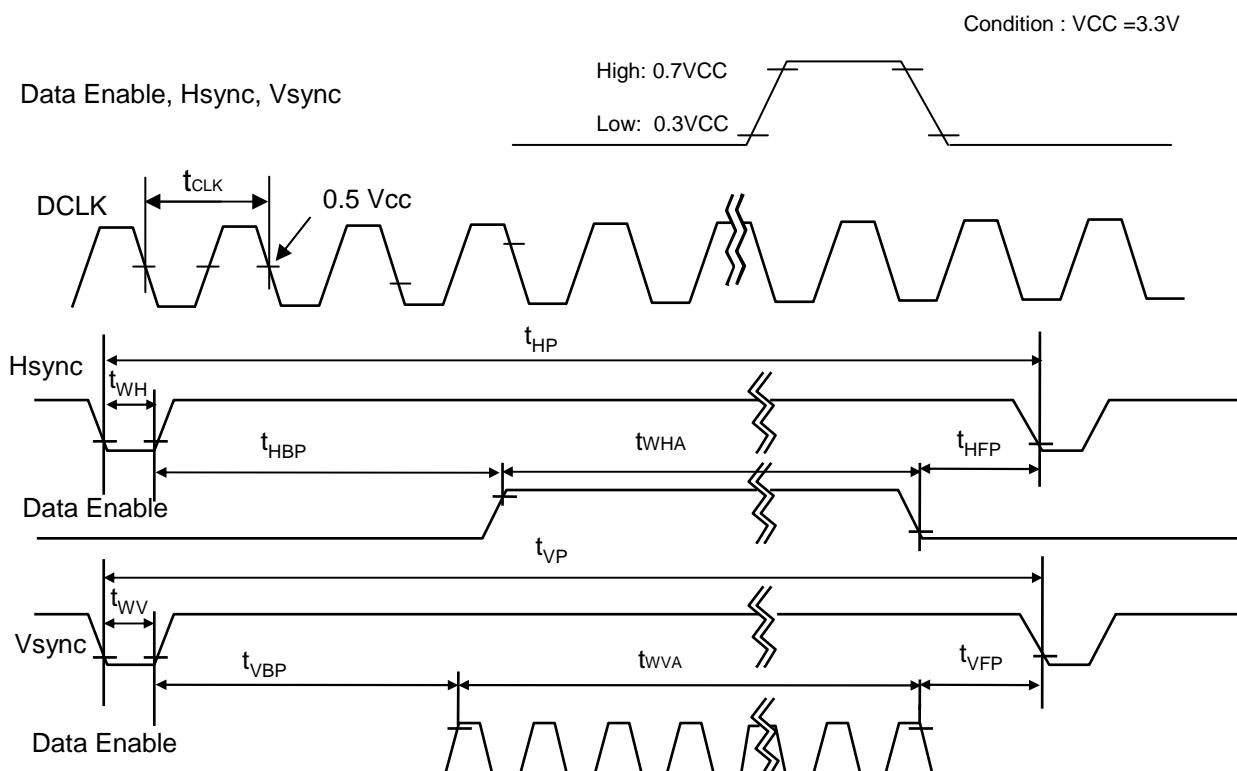 Condition : VCC =3.3V
High: 0.7VCC
Data Enable, Hsync, Vsync
Low: 0.3VCC
tCLK
0.5 Vcc
DCLK
tHP
Hsync
tWH
tHBP
tWHA
tHFP
Data Enable
tVP
tWV
Vsync
tVBP
tWVA
tVFP
Data Enable